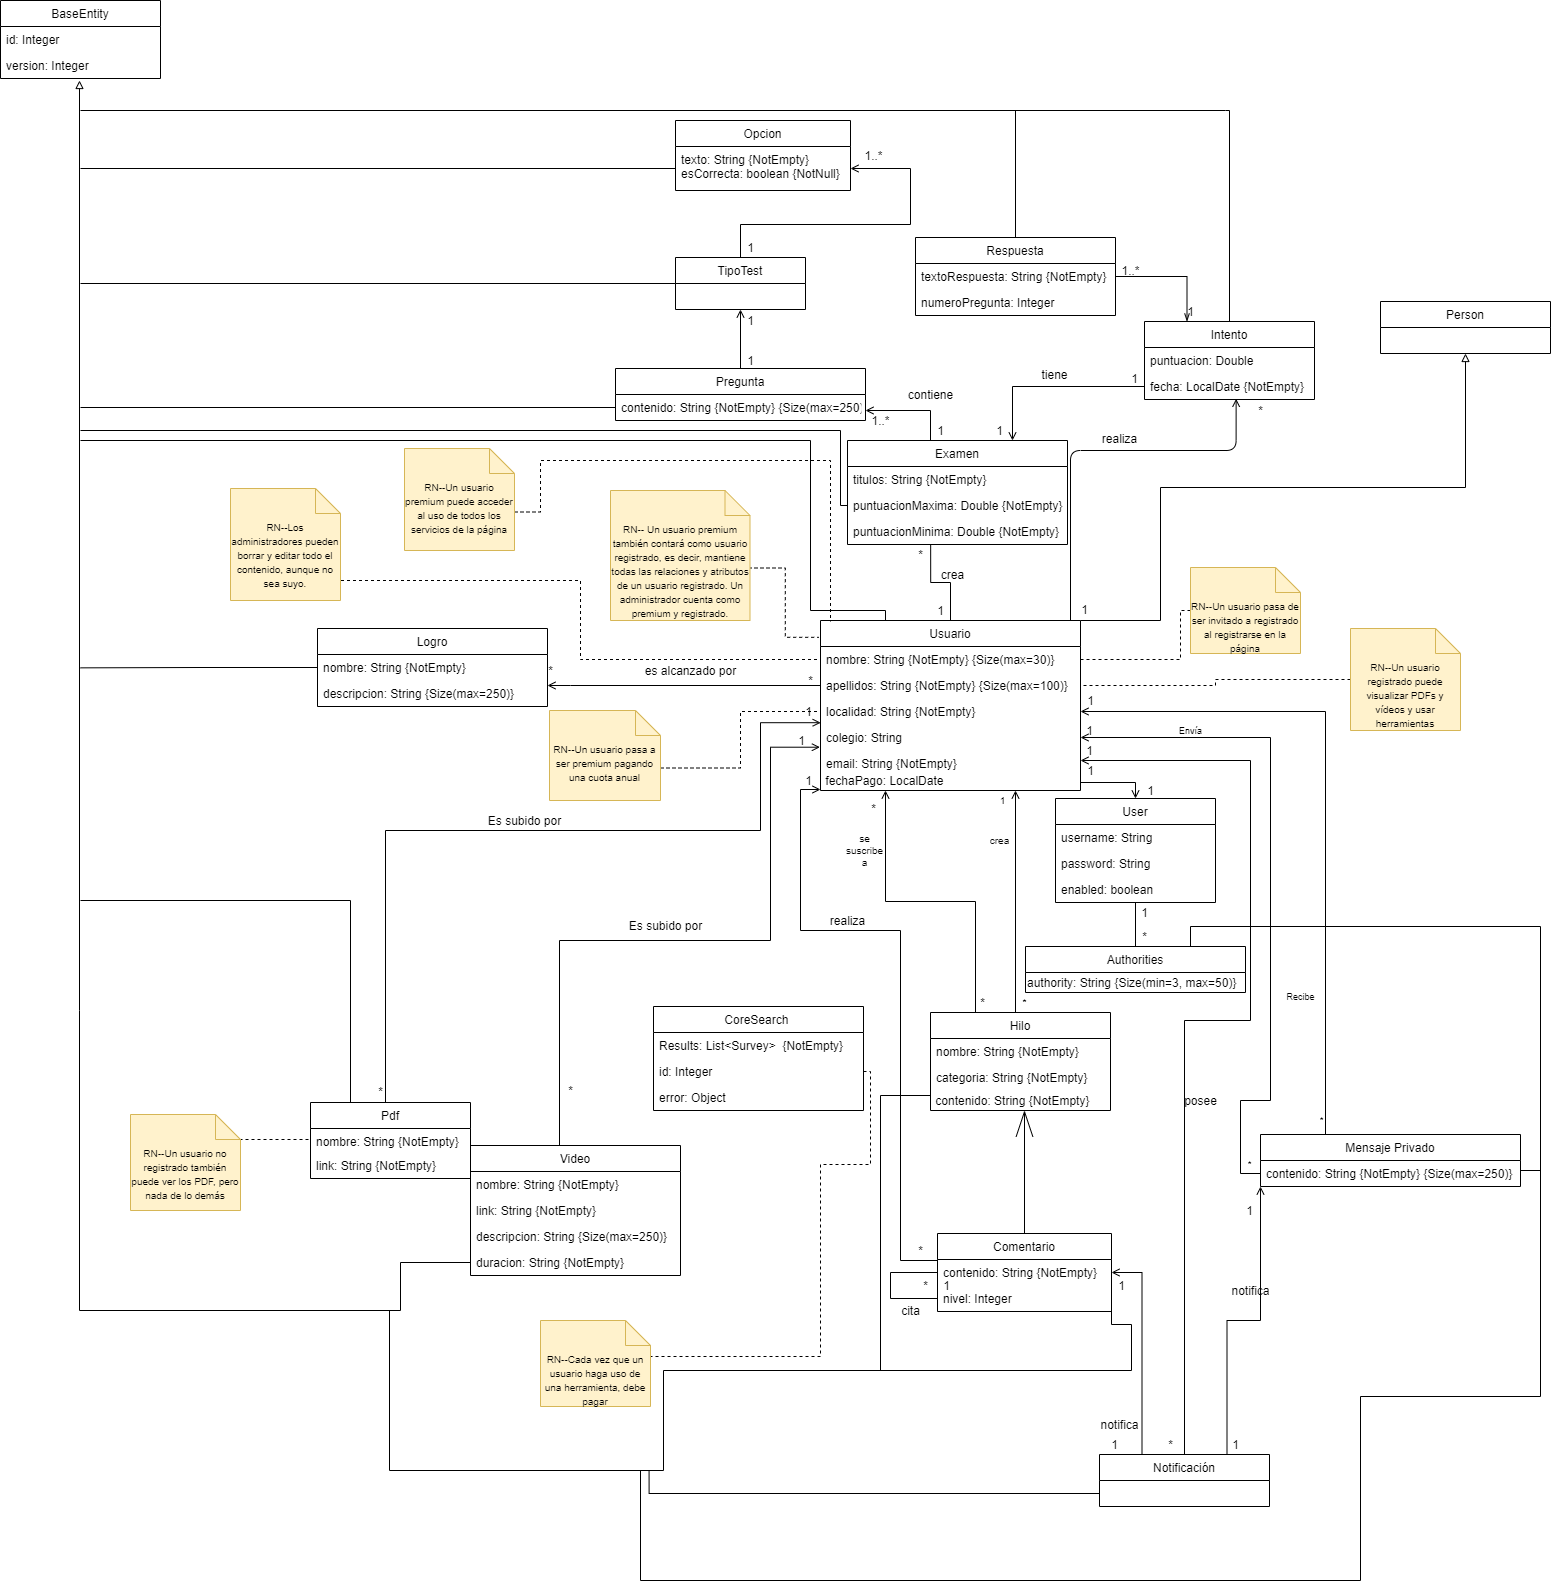 BaseEntity
id: Integer
version: Integer
Opcion
texto: String {NotEmpty}
esCorrecta: boolean {NotNull}
1..*
1
TipoTest
1
1
Respuesta
textoRespuesta: String {NotEmpty}
numeroPregunta: Integer
1..*
1
Intento
puntuacion: Double
fecha: LocalDate {NotEmpty}
Person
Pregunta
contenido: String {NotEmpty} {Size(max=250)
tiene
1
1
contiene
1..*
1
*
realiza
1
Examen
titulos: String {NotEmpty}
puntuacionMaxima: Double {NotEmpty}
puntuacionMinima: Double {NotEmpty}
*
crea
1
RN--Un usuario
premium puede acceder
al uso de todos los
servicios de la página
RN--Los
administradores pueden
borrar y editar todo el
contenido, aunque no
sea suyo.
RN-- Un usuario premium
también contará como usuario
registrado, es decir, mantiene
todas las relaciones y atributos
de un usuario registrado. Un
administrador cuenta como
premium y registrado.
RN--Un usuario pasa de
ser invitado a registrado
al registrarse en la
página
RN--Un usuario
registrado puede
visualizar PDFs y
vídeos y usar
herramientas
Logro
nombre: String {NotEmpty}
descripcion: String {Size(max=250)}
*
es alcanzado por
*
Usuario
nombre: String {NotEmpty} {Size(max=30)}
apellidos: String {NotEmpty} {Size(max=100)}
localidad: String {NotEmpty}
colegio: String
email: String {NotEmpty}
fechaPago: LocalDate
RN--Un usuario pasa a
ser premium pagando
una cuota anual
1
1
1
1
1
Envía
1
1
1
*
1
User
username: String
password: String
enabled: boolean
Es subido por
se
suscribe
a
crea
1
*
Authorities
authority: String {Size(min=3, max=50)}
Es subido por
realiza
Recibe
*
*
CoreSearch
Results: List<Survey>  {NotEmpty}
id: Integer
error: Object
Hilo
nombre: String {NotEmpty}
categoria: String {NotEmpty}
contenido: String {NotEmpty}
*
*
posee
*
Pdf
nombre: String {NotEmpty}
link: String {NotEmpty}
RN--Un usuario no
registrado también
puede ver los PDF, pero
nada de lo demás
Video
nombre: String {NotEmpty}
link: String {NotEmpty}
descripcion: String {Size(max=250)}
duracion: String {NotEmpty}
Mensaje Privado
contenido: String {NotEmpty} {Size(max=250)}
*
1
*
Comentario
contenido: String {NotEmpty}
nivel: Integer
*
1
cita
1
notifica
RN--Cada vez que un
usuario haga uso de
una herramienta, debe
pagar
notifica
1
*
1
Notificación